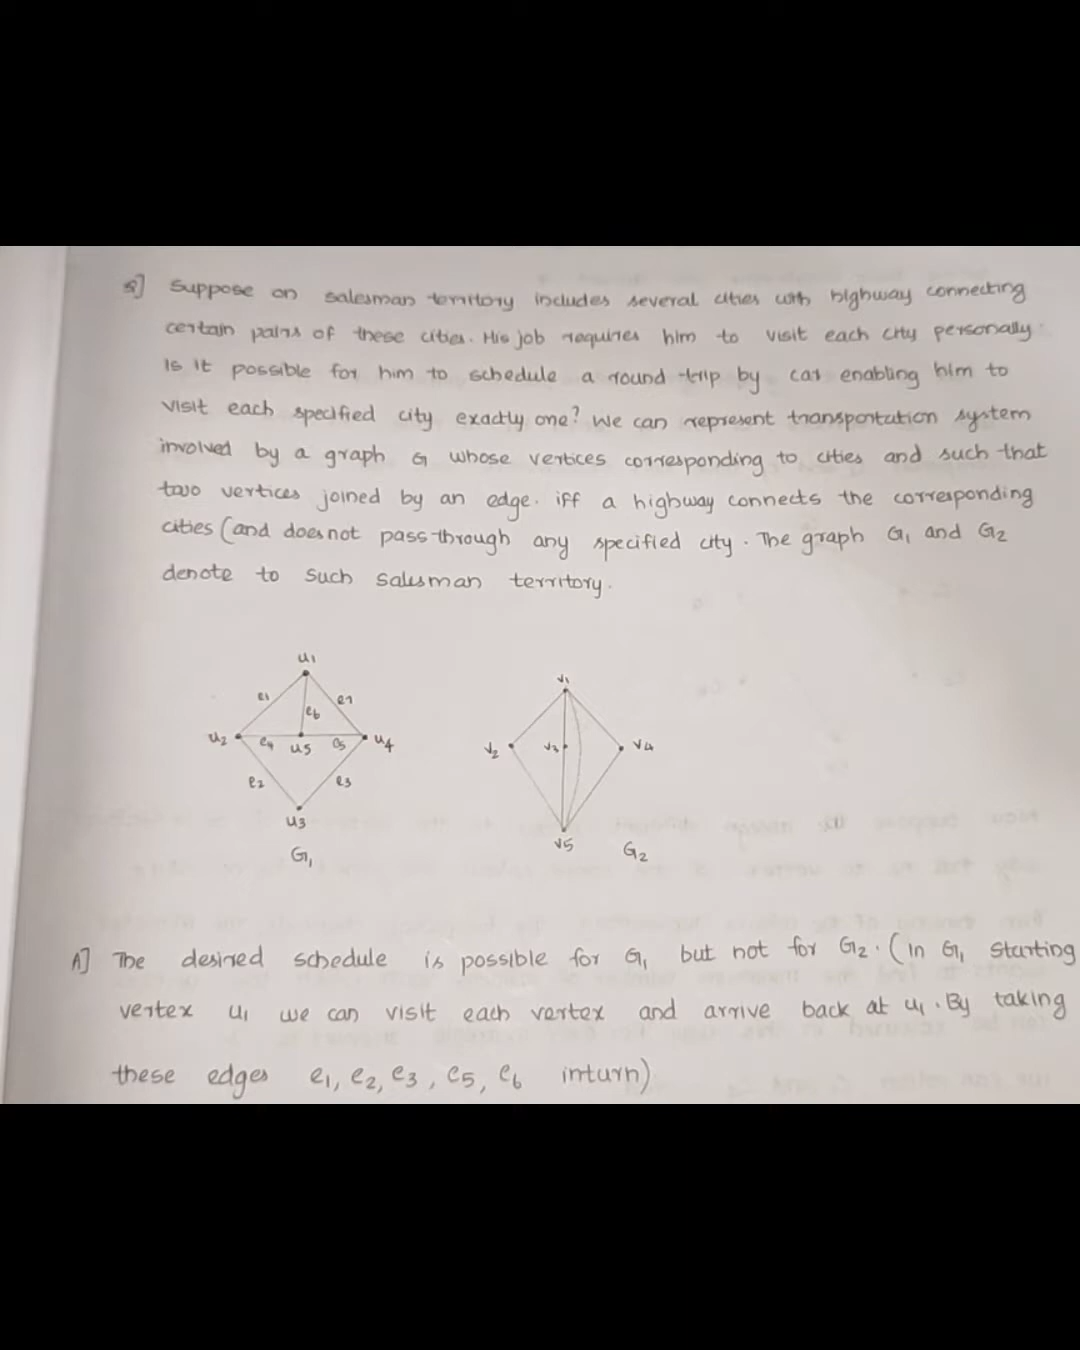 Q] Suppose on salesman territory includes several cities with highway connecting
certain pairs of these cities. His job requires him to visit each city personally.
Is it possible for him to schedule a round trip by car enabling him to
visit each specified city exactly one? We can represent transportation system
involved by a graph G whose vertices corresponding to cities and such that
two vertices joined by an edge. iff a highway connects the corresponding
cities (and does not pass through any specified city. The graph G1 and G2
denote to such salesman territory.
u1
e1 e7
e6
u2 e4 u5 e5 u4
e2 e3
u3
G1
v1
v2 v3 v4
v5
G2
A] The desired schedule is possible for G1 but not for G2. (In G1 starting
vertex u1 we can visit each vertex and arrive back at u1. By taking
these edges e1, e2, e3, e5, e6 inturn)